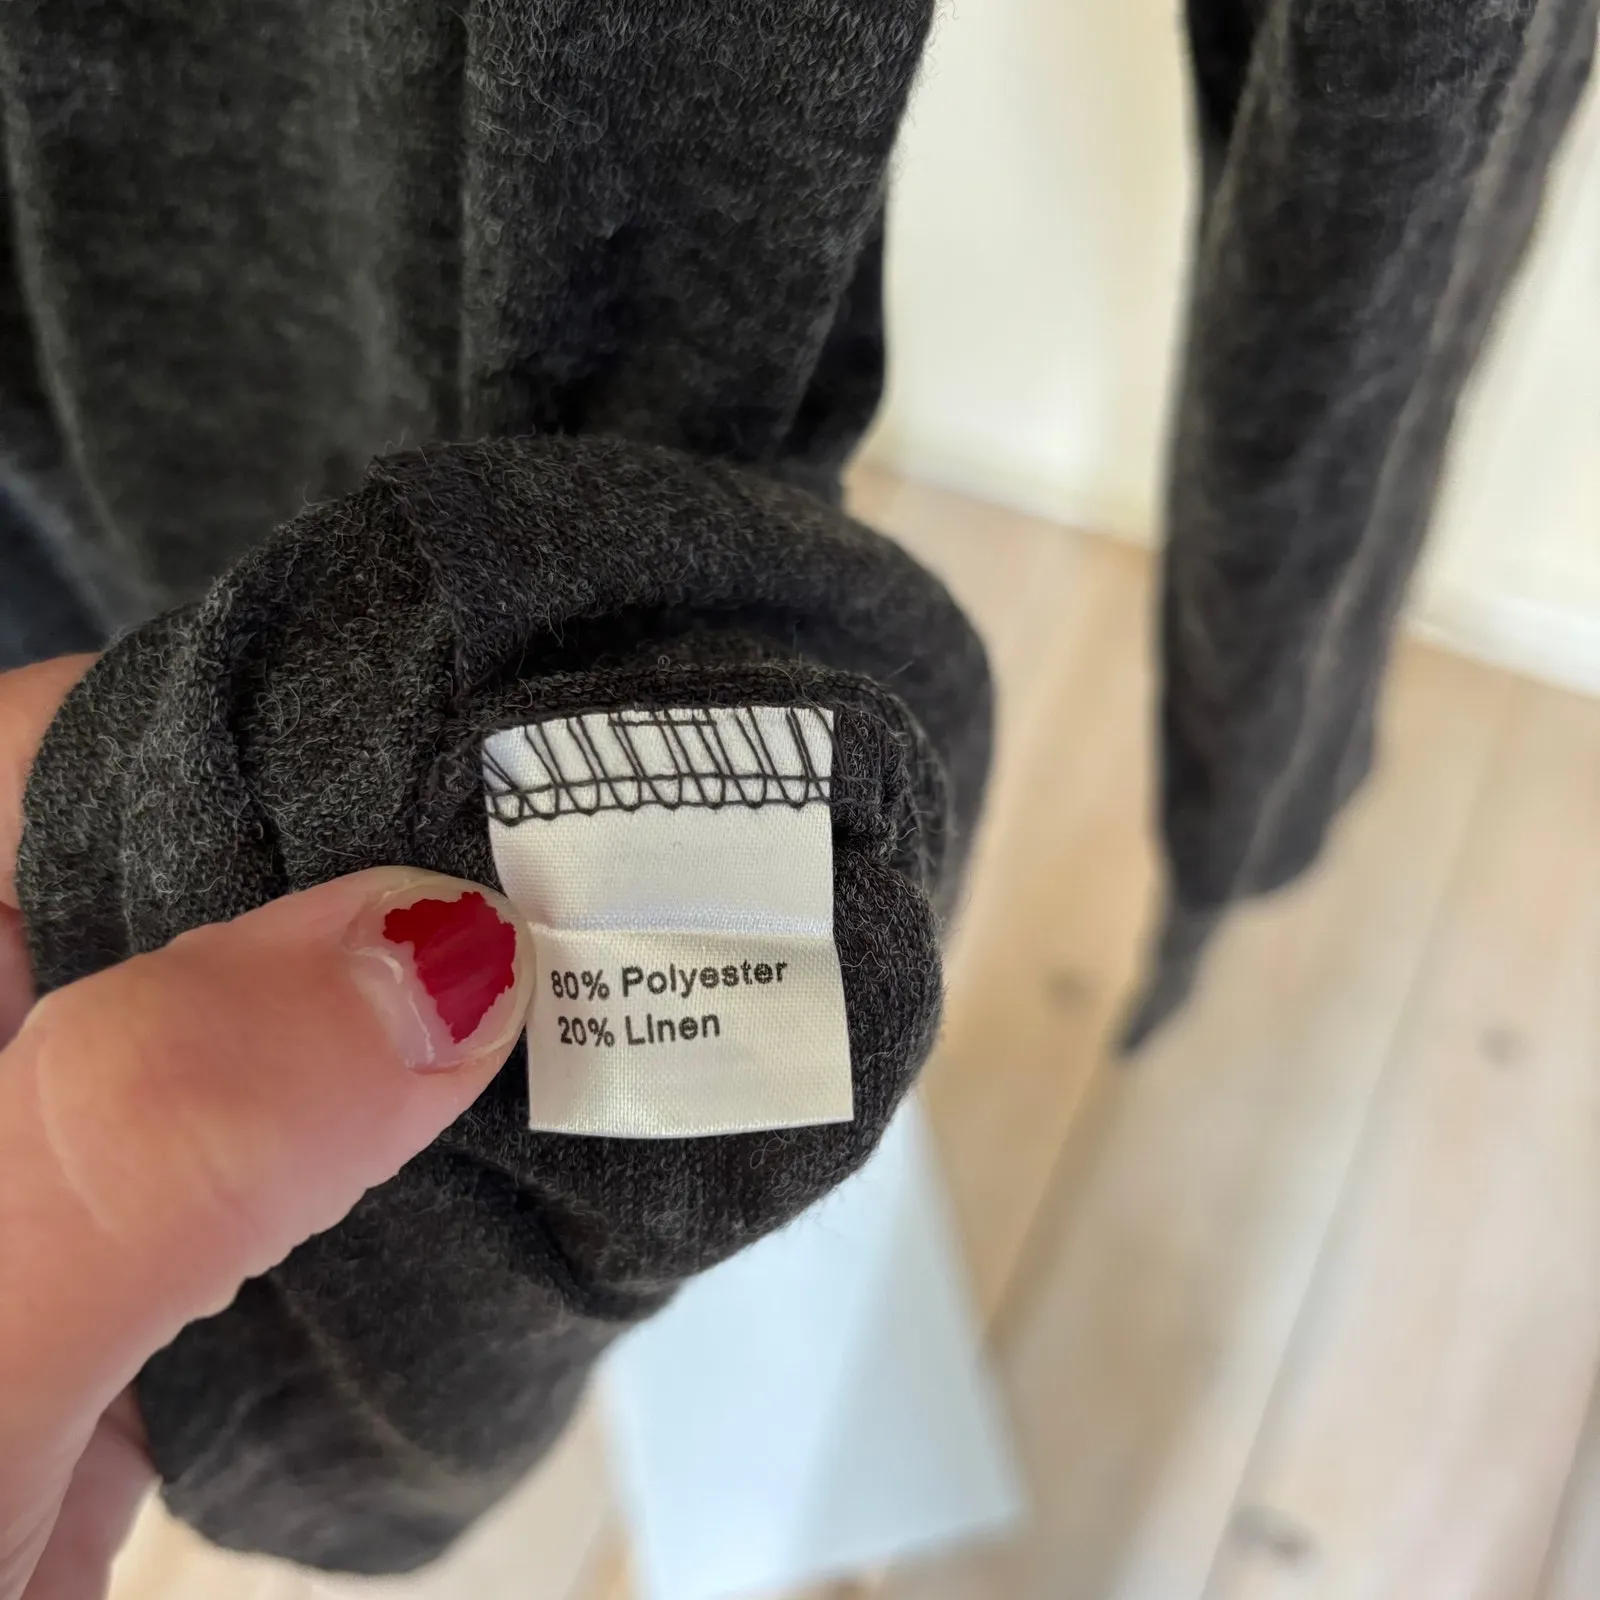 80% Polyester
20% Linen